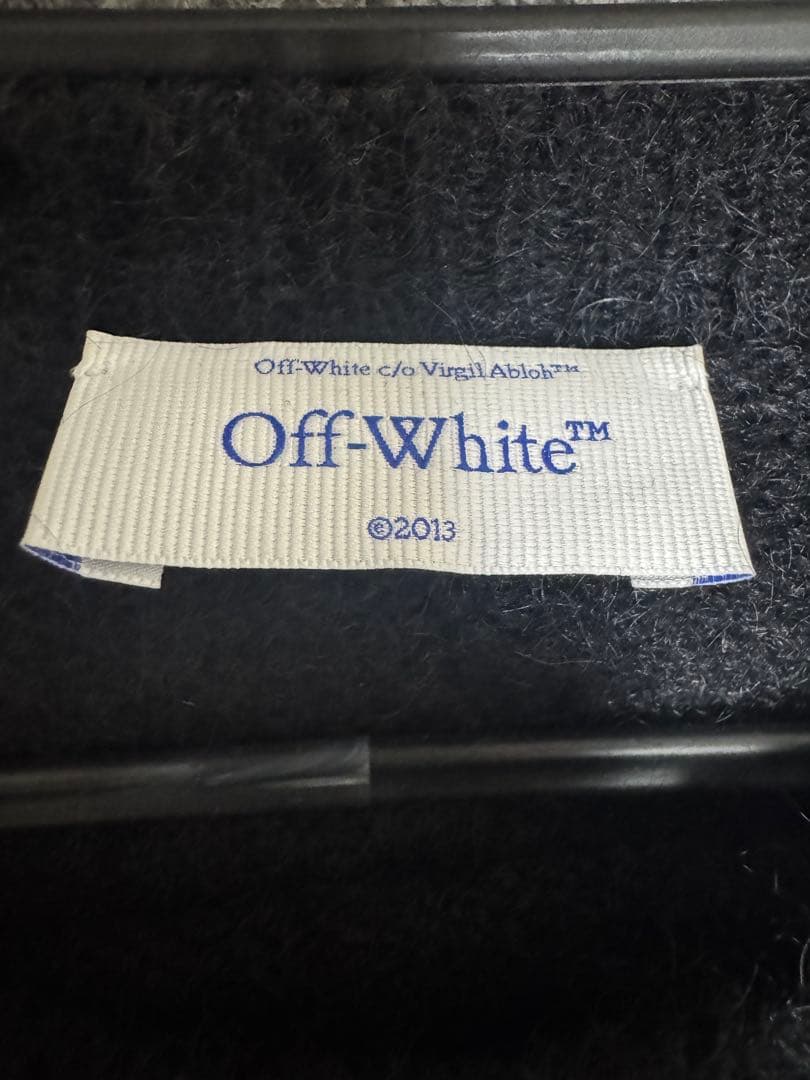 Off-White c/o Virgil Abloh™
Off-White™
©2013